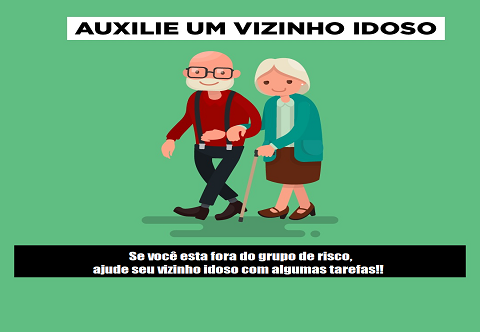 AUXILIE UM VIZINHO IDOSO
Se você esta fora do grupo de risco,
ajude seu vizinho idoso com algumas tarefas!!